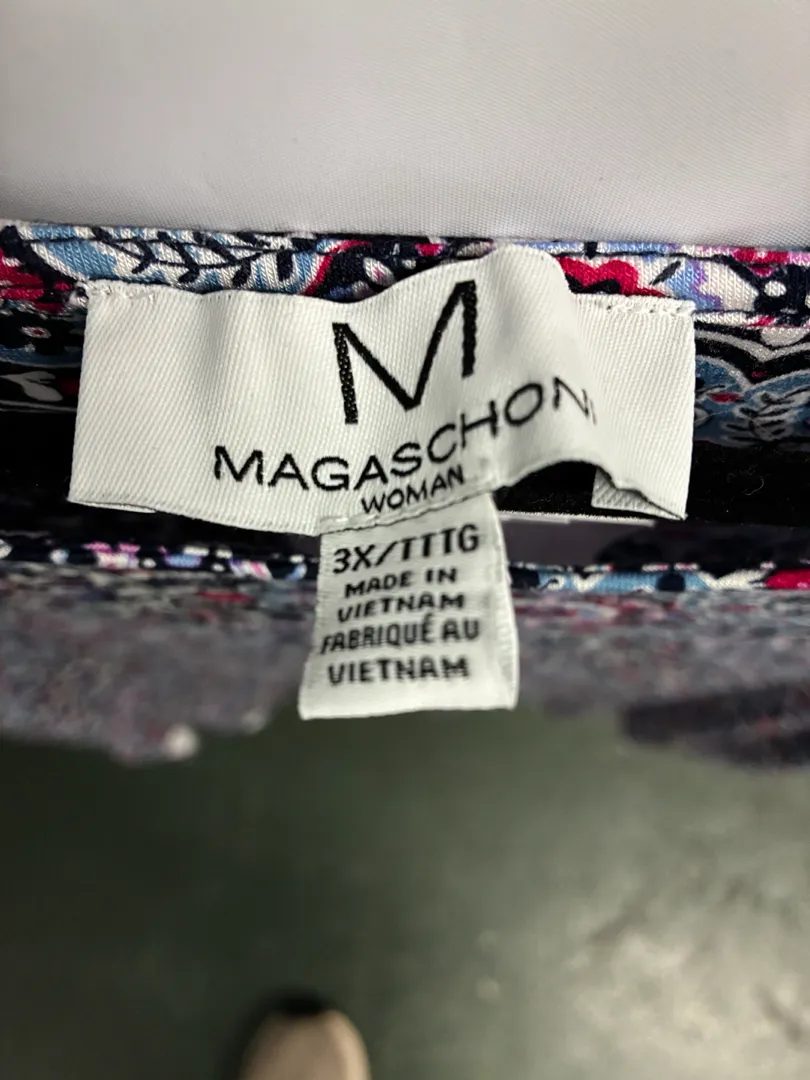 M
MAGASCHONI
WOMAN
3X/TTTG
MADE IN
VIETNAM
FABRIQUÉ AU
VIETNAM